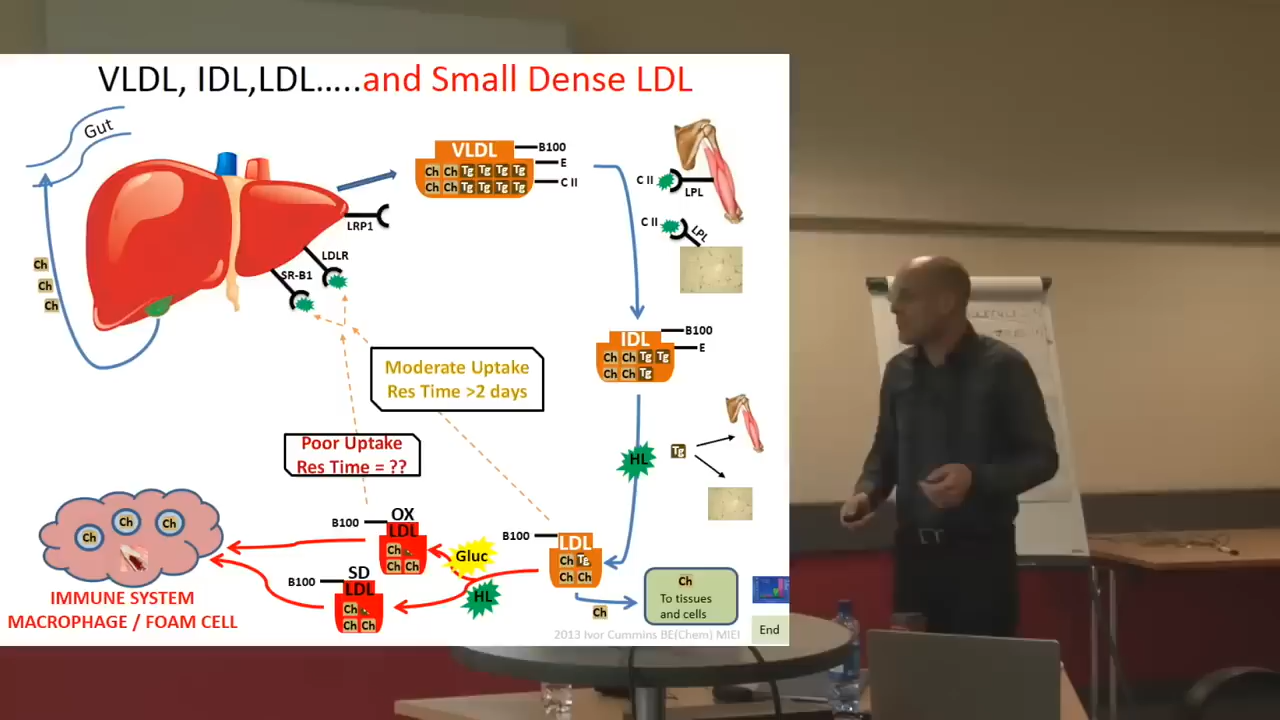 VLDL, IDL,LDL.....and Small Dense LDL
Gut
VLDL
B100
E
C II
Ch Ch Tg Tg Tg Tg
Ch Ch Tg Tg Tg Tg
C II
LPL
C II
LPL
LRP1
LDLR
SR-B1
Ch
Ch
Ch
IDL
B100
E
Ch Ch Tg Tg
Ch Ch Tg
Moderate Uptake
Res Time >2 days
Poor Uptake
Res Time = ??
HL
Tg
OX
B100
LDL
Ch
Ch Ch
Gluc
B100
LDL
Ch Tg
Ch Ch
Ch
Ch
Ch
SD
B100
LDL
Ch
Ch Ch
HL
Ch
Ch
To tissues
and cells
IMMUNE SYSTEM
MACROPHAGE / FOAM CELL
2013 Ivor Cummins BE(Chem) MIEI
End